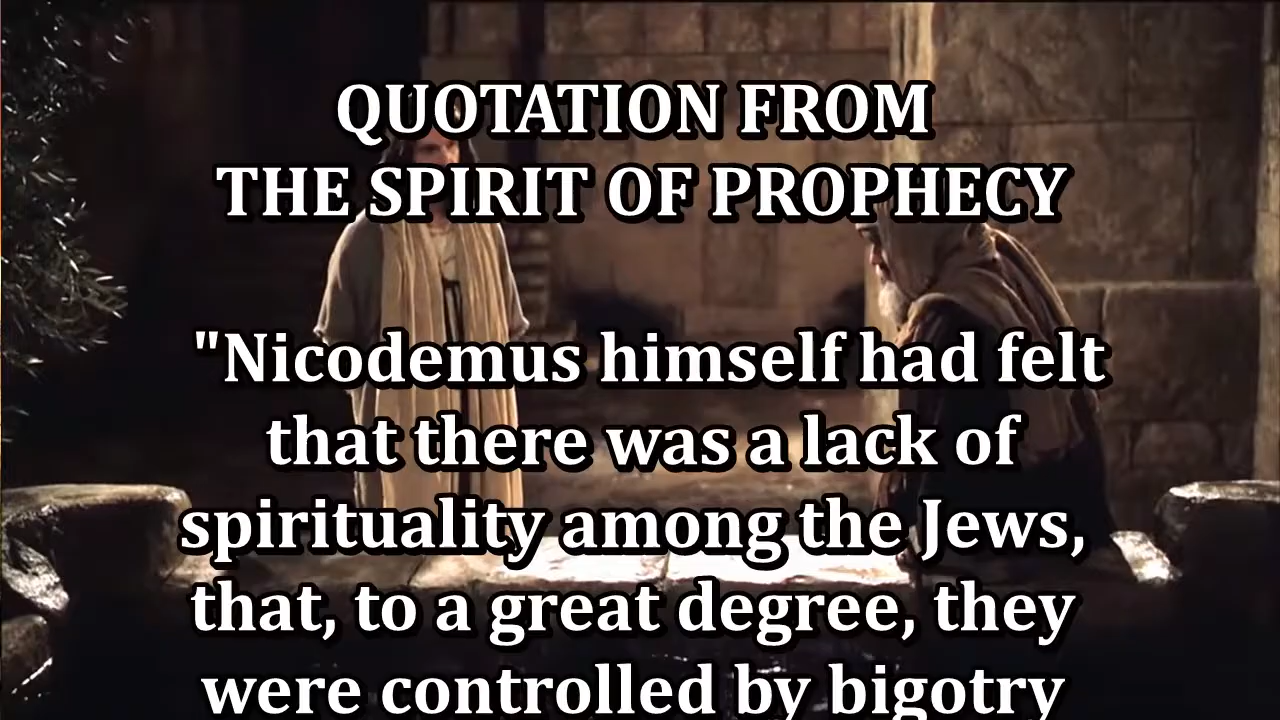 QUOTATION FROM
THE SPIRIT OF PROPHECY
"Nicodemus himself had felt
that there was a lack of
spirituality among the Jews,
that, to a great degree, they
were controlled by bigotry